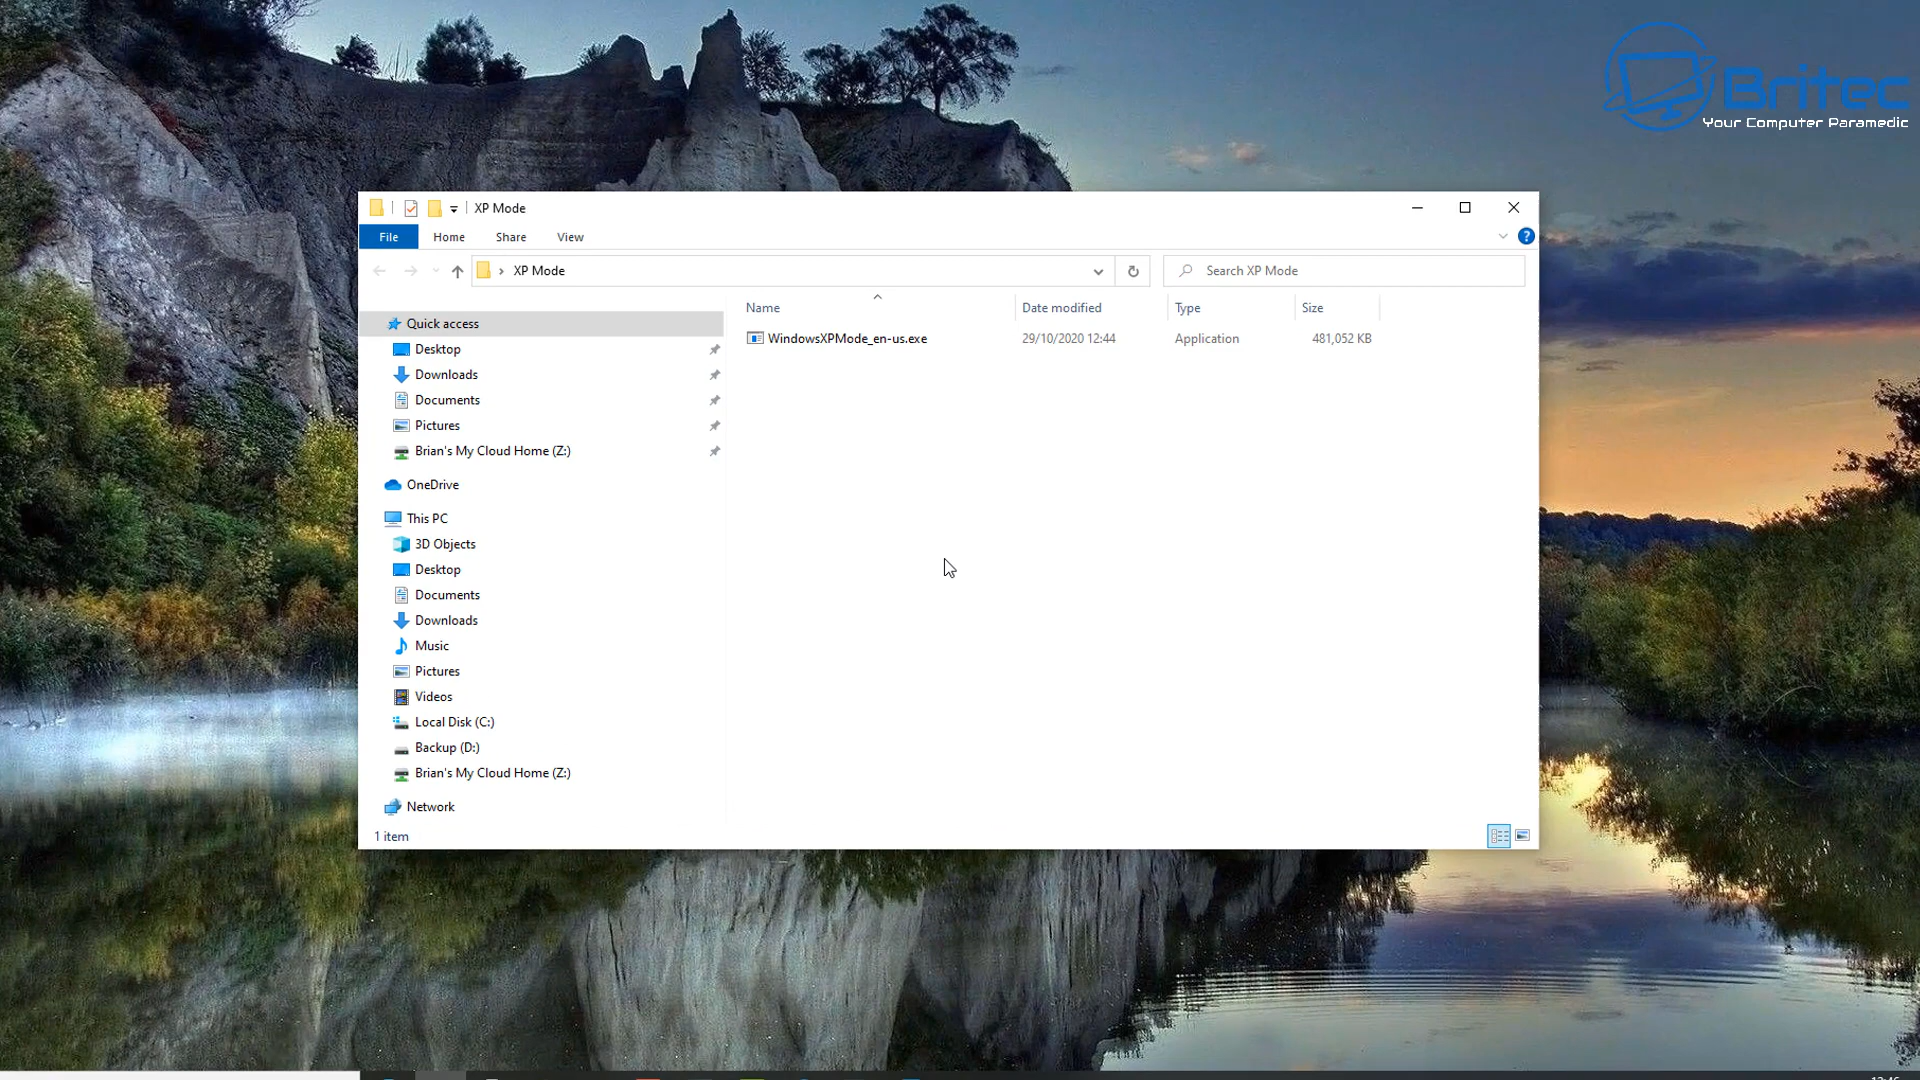 Britec
Your Computer Paramedic
XP Mode
File Home Share View
XP Mode
Search XP Mode
Name Date modified Type Size
WindowsXPMode_en-us.exe 29/10/2020 12:44 Application 481,052 KB
Quick access
Desktop
Downloads
Documents
Pictures
Brian's My Cloud Home (Z:)
OneDrive
This PC
3D Objects
Desktop
Documents
Downloads
Music
Pictures
Videos
Local Disk (C:)
Backup (D:)
Brian's My Cloud Home (Z:)
Network
1 item